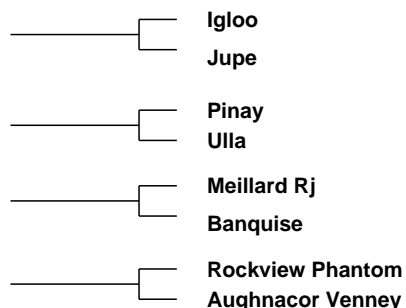 Igloo
Jupe
Pinay
Ulla
Meillard Rj
Banquise
Rockview Phantom
Aughnacor Venney